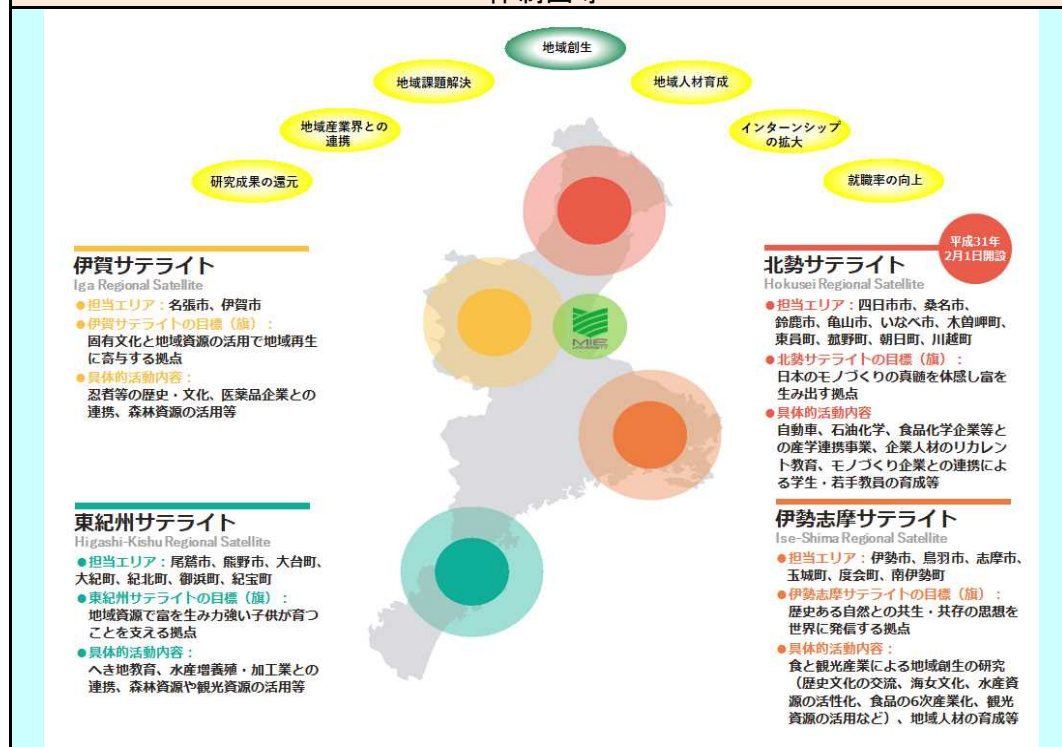 地域創生
地域課題解決
地域人材育成
地域産業界との
連携
インターンシップ
の拡大
研究成果の還元
就職率の向上
伊賀サテライト
Iga Regional Satellite
●担当エリア：名張市、伊賀市
●伊賀サテライトの目標（旗）：
固有文化と地域資源の活用で地域再生
に寄与する拠点
●具体的活動内容：
忍者等の歴史・文化、医薬品企業との
連携、森林資源の活用等
MIE
UNIVERSITY
平成31年
2月1日開設
北勢サテライト
Hokusei Regional Satellite
●担当エリア：四日市市、桑名市、
鈴鹿市、亀山市、いなべ市、木曽岬町、
東員町、菰野町、朝日町、川越町
●北勢サテライトの目標（旗）：
日本のモノづくりの真髄を体感し富を
生み出す拠点
●具体的活動内容
自動車、石油化学、食品化学企業等と
の産学連携事業、企業人材のリカレン
ト教育、モノづくり企業との連携によ
る学生・若手教員の育成等
東紀州サテライト
Higashi-Kishu Regional Satellite
●担当エリア：尾鷲市、熊野市、大台町、
大紀町、紀北町、御浜町、紀宝町
●東紀州サテライトの目標（旗）：
地域資源で富を生み力強い子供が育つ
ことを支える拠点
●具体的活動内容：
へき地教育、水産増養殖・加工業との
連携、森林資源や観光資源の活用等
伊勢志摩サテライト
Ise-Shima Regional Satellite
●担当エリア：伊勢市、鳥羽市、志摩市、
玉城町、度会町、南伊勢町
●伊勢志摩サテライトの目標（旗）：
歴史ある自然との共生・共存の思想を
世界に発信する拠点
●具体的活動内容：
食と観光産業による地域創生の研究
（歴史文化の交流、海女文化、水産資
源の活性化、食品の6次産業化、観光
資源の活用など）、地域人材の育成等